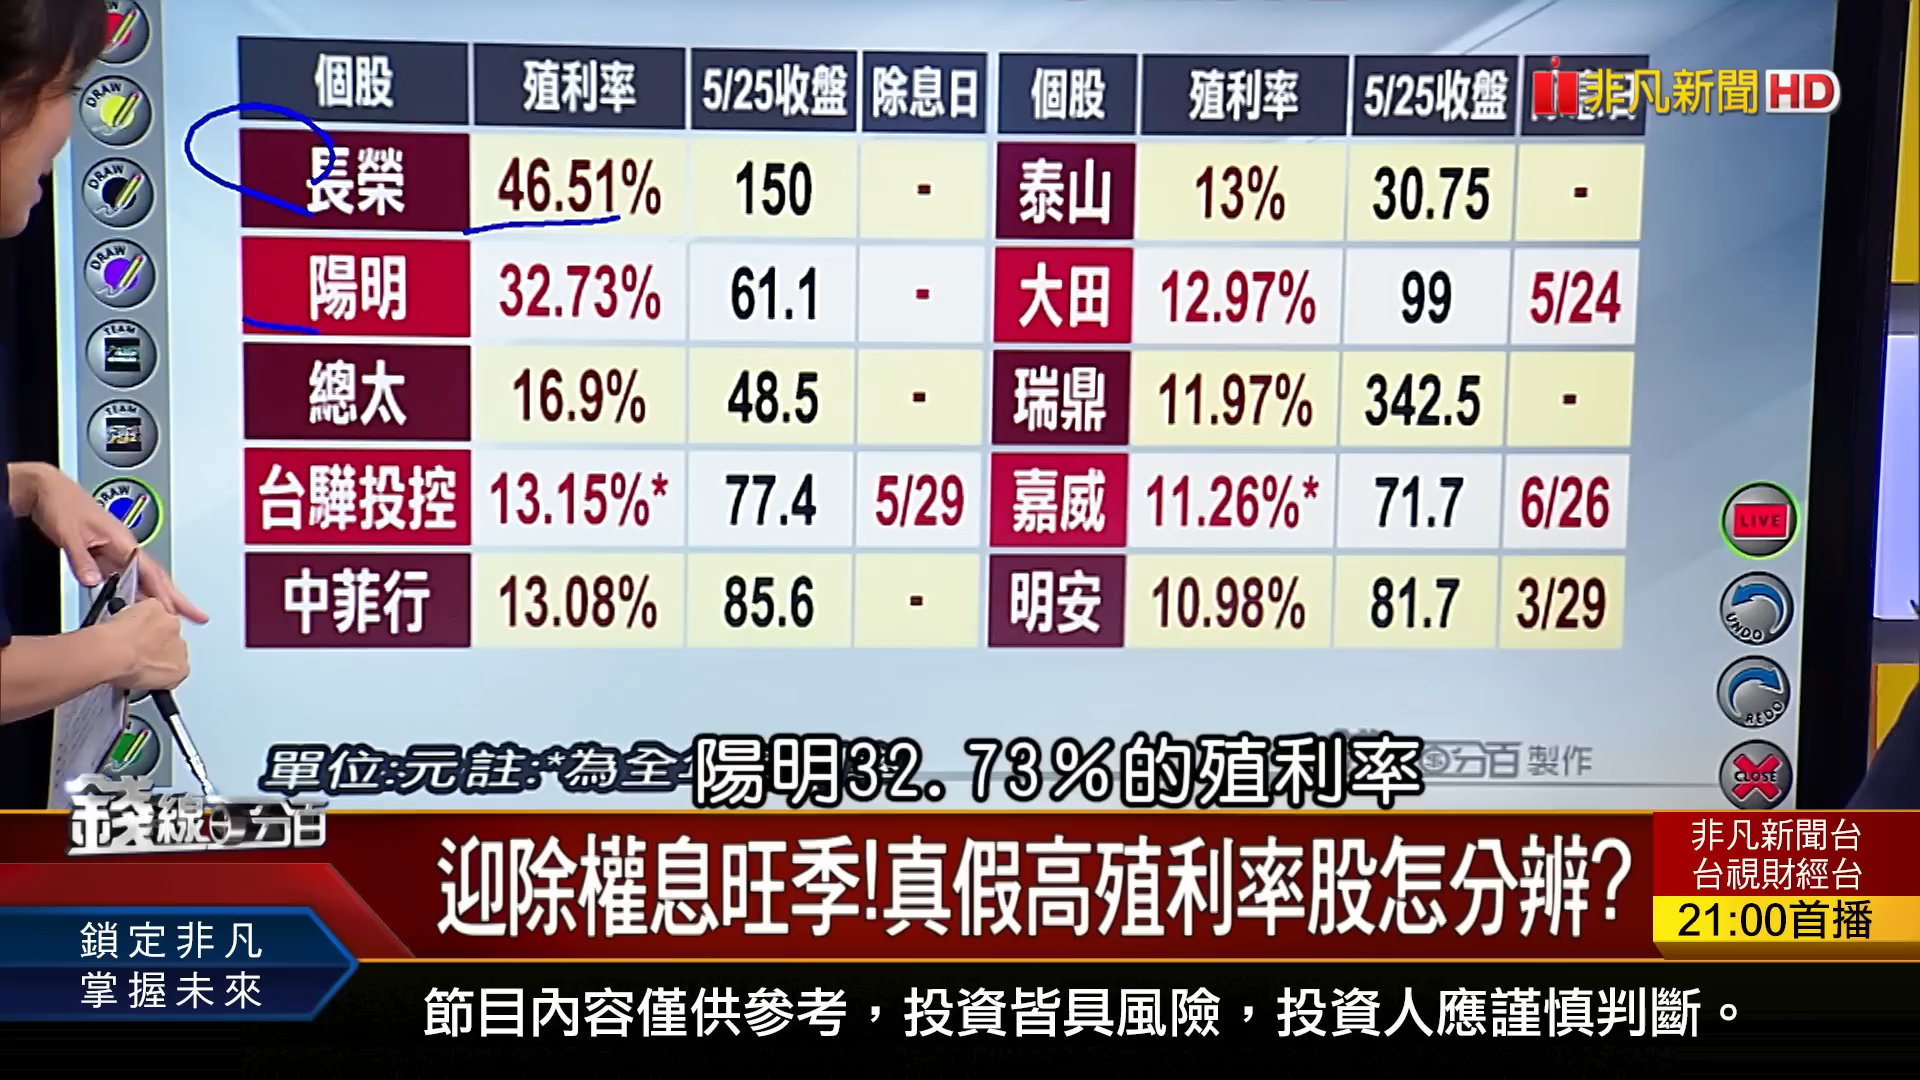 個股 殖利率 5/25收盤 除息日 個股 殖利率 5/25收盤
非凡新聞HD
長榮 46.51% 150 - 泰山 13% 30.75 -
陽明 32.73% 61.1 - 大田 12.97% 99 5/24
總太 16.9% 48.5 - 瑞鼎 11.97% 342.5 -
台驊投控 13.15%* 77.4 5/29 嘉威 11.26%* 71.7 6/26
中菲行 13.08% 85.6 - 明安 10.98% 81.7 3/29
DRAW
DRAW
DRAW
TEAM
TEAM
DRAW
LIVE
UNDO
REDO
CLOSE
單位:元註:*為全
分百製作
陽明32.73%的殖利率
錢線百分百
迎除權息旺季!真假高殖利率股怎分辨?
非凡新聞台
台視財經台
21:00首播
鎖定非凡
掌握未來
節目內容僅供參考，投資皆具風險，投資人應謹慎判斷。